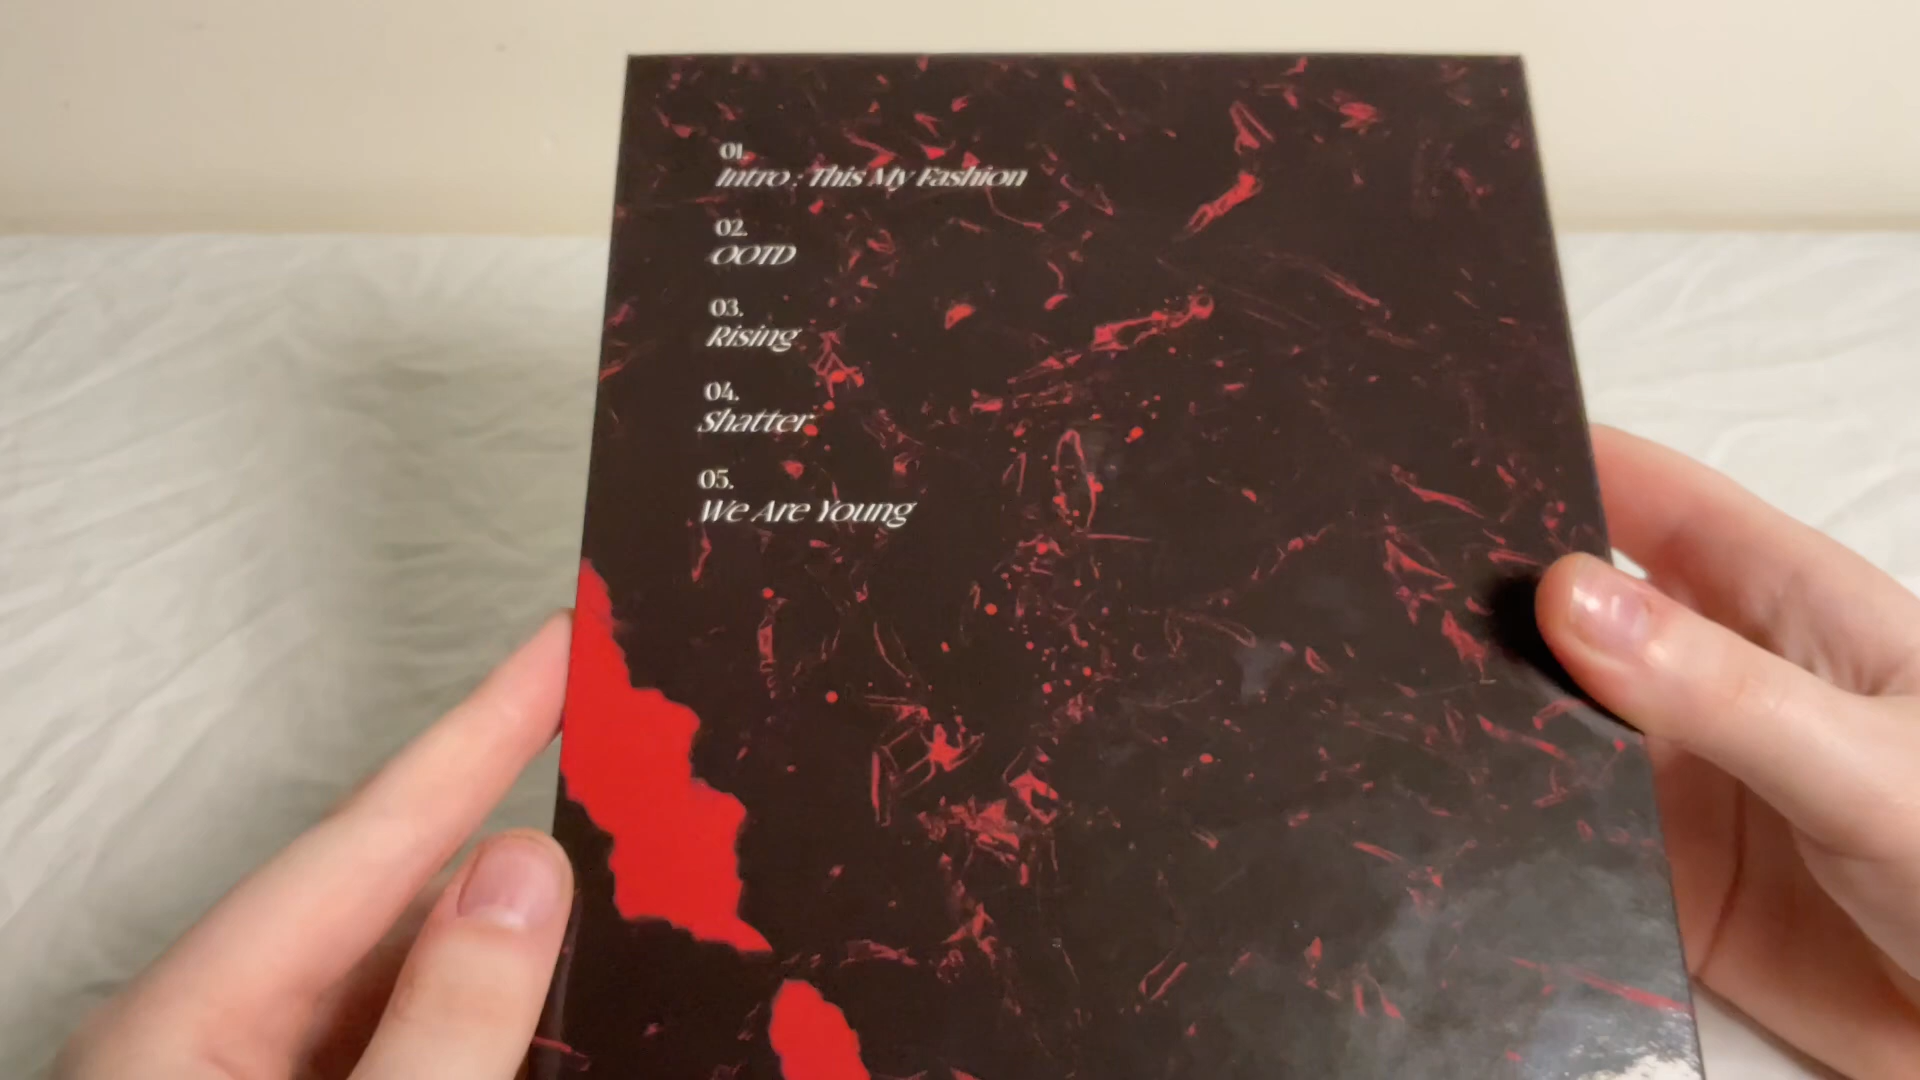 01.
Intro : This My Fashion
02.
OOTD
03.
Rising
04.
Shatter
05.
We Are Young